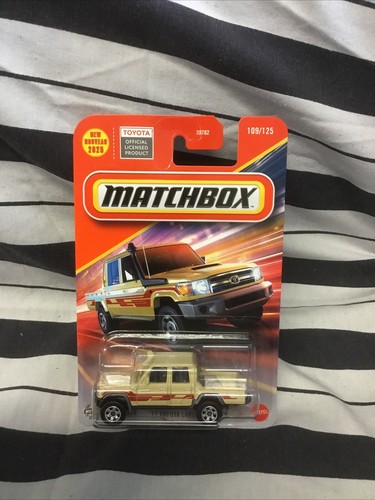 NEW
NOUVEAU
2025
TOYOTA
OFFICIAL
LICENSED
PRODUCT
109/125
MATCHBOX